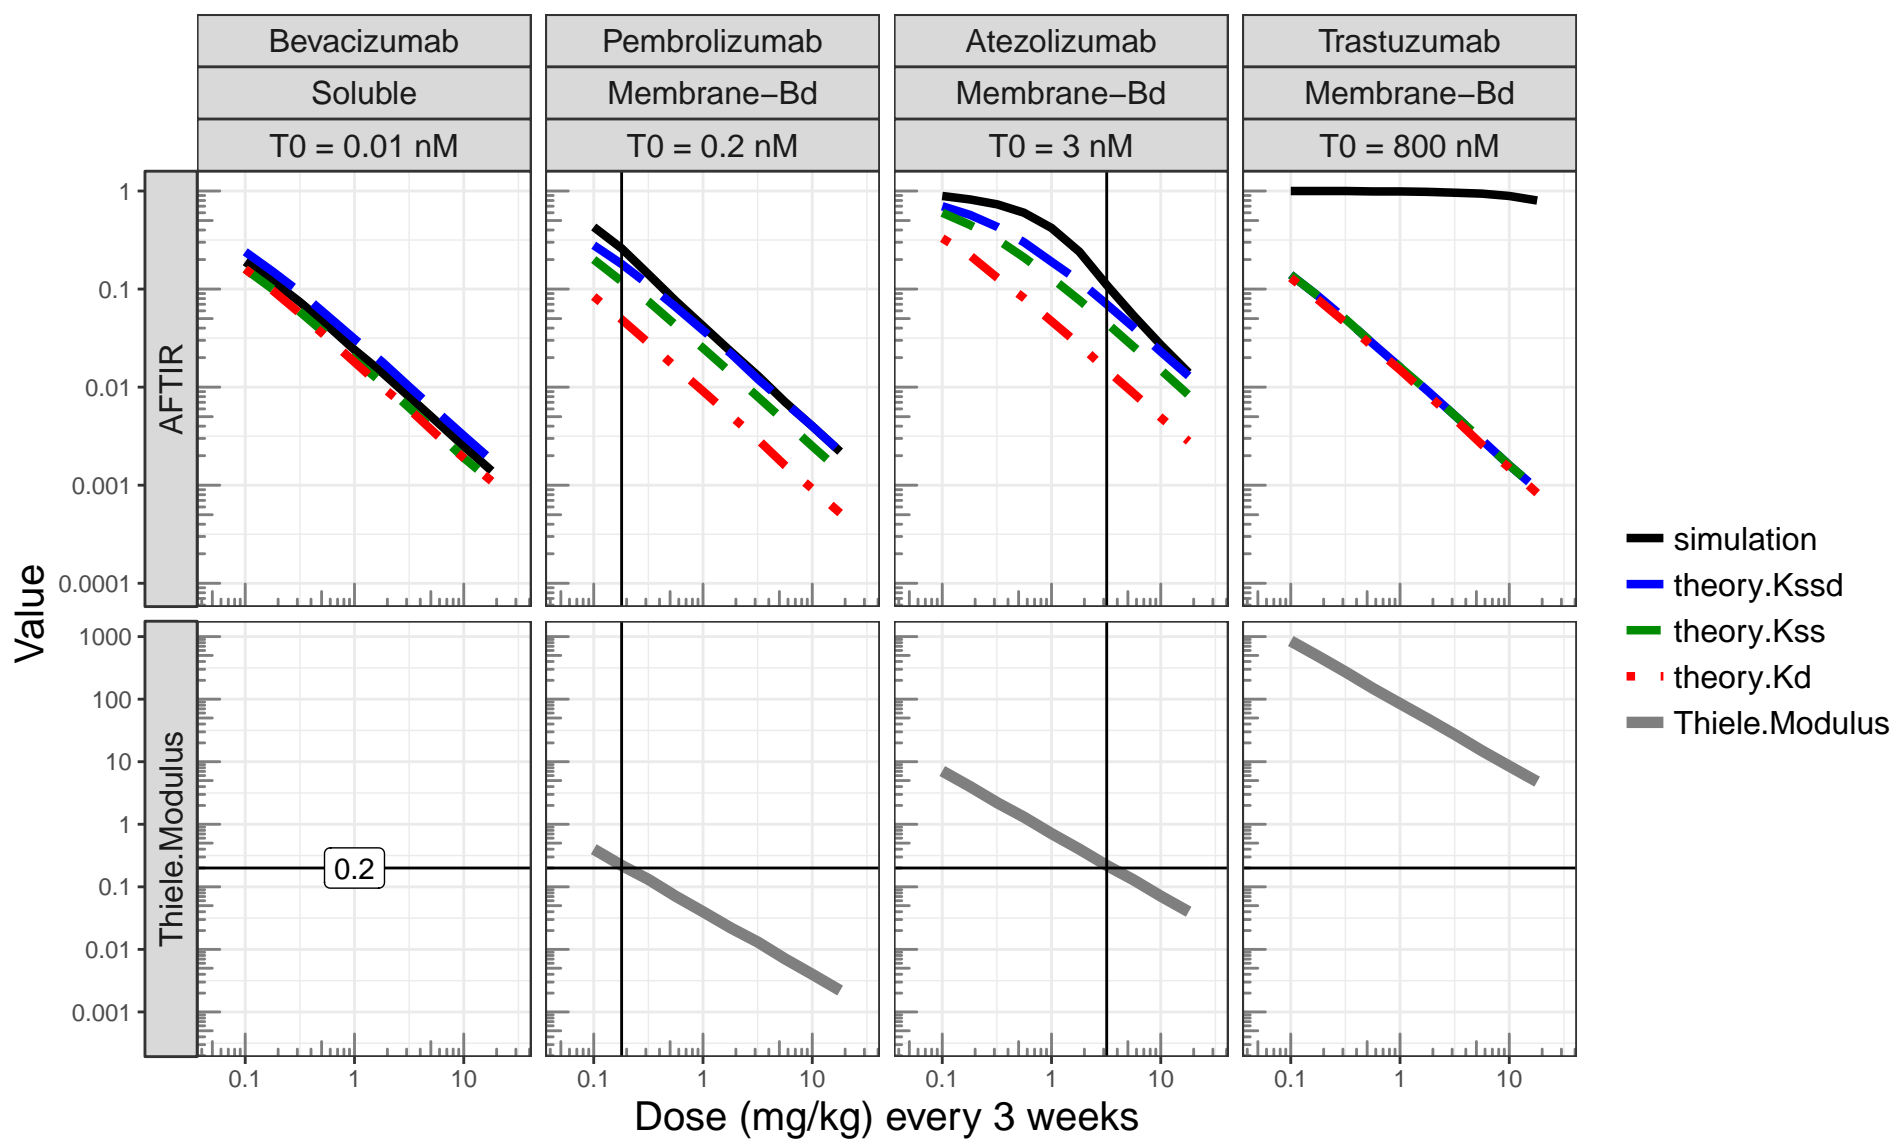 Bevacizumab Pembrolizumab Atezolizumab Trastuzumab
Soluble Membrane−Bd Membrane−Bd Membrane−Bd
T0 = 0.01 nM T0 = 0.2 nM T0 = 3 nM T0 = 800 nM
AFTIR
1
0.1
0.01
0.001
0.0001
Value
Thiele.Modulus
1000
100
10
1
0.1
0.01
0.001
0.2
0.1 1 10 0.1 1 10 0.1 1 10 0.1 1 10
Dose (mg/kg) every 3 weeks
simulation
theory.Kssd
theory.Kss
theory.Kd
Thiele.Modulus